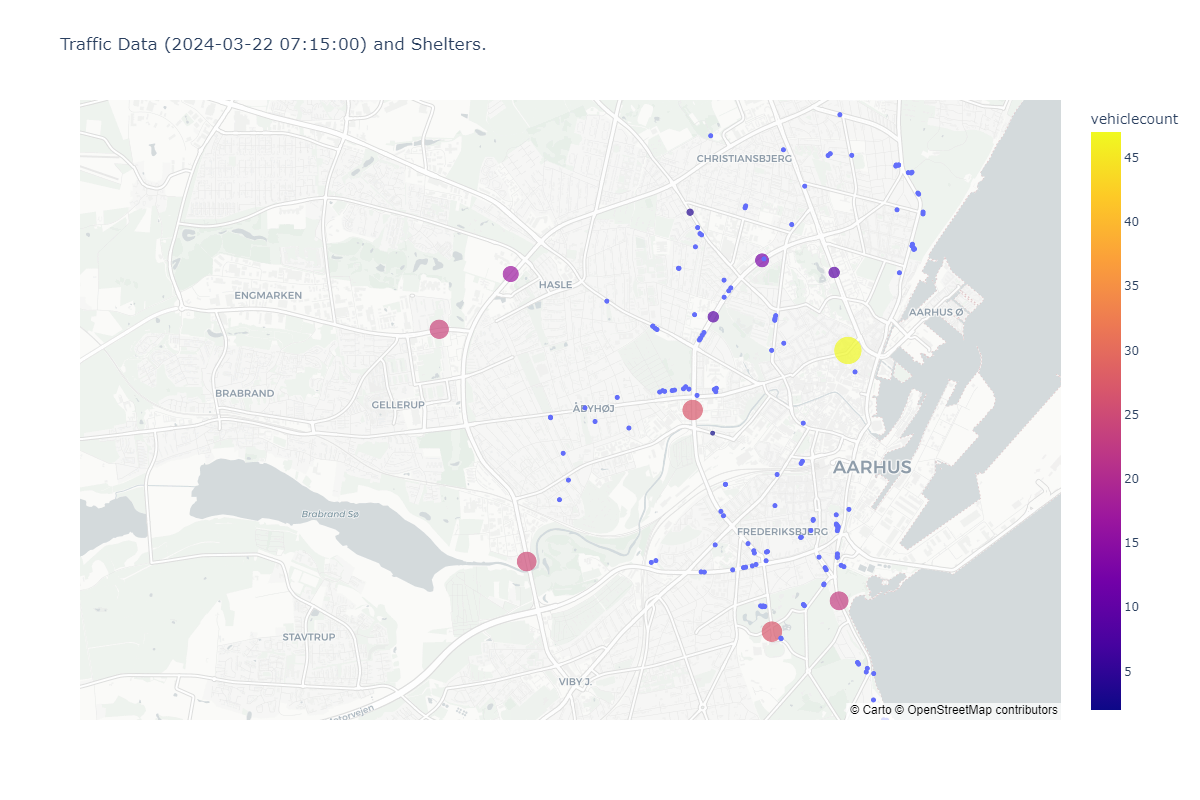 Traffic Data (2024-03-22 07:15:00) and Shelters.
vehiclecount
45
40
35
30
25
20
15
10
5
CHRISTIANSBJERG
HASLE
ENGMARKEN
AARHUS Ø
BRABRAND
GELLERUP
ÅBYHØJ
AARHUS
Brabrand Sø
FREDERIKSBJERG
STAVTRUP
VIBY J.
© Carto © OpenStreetMap contributors